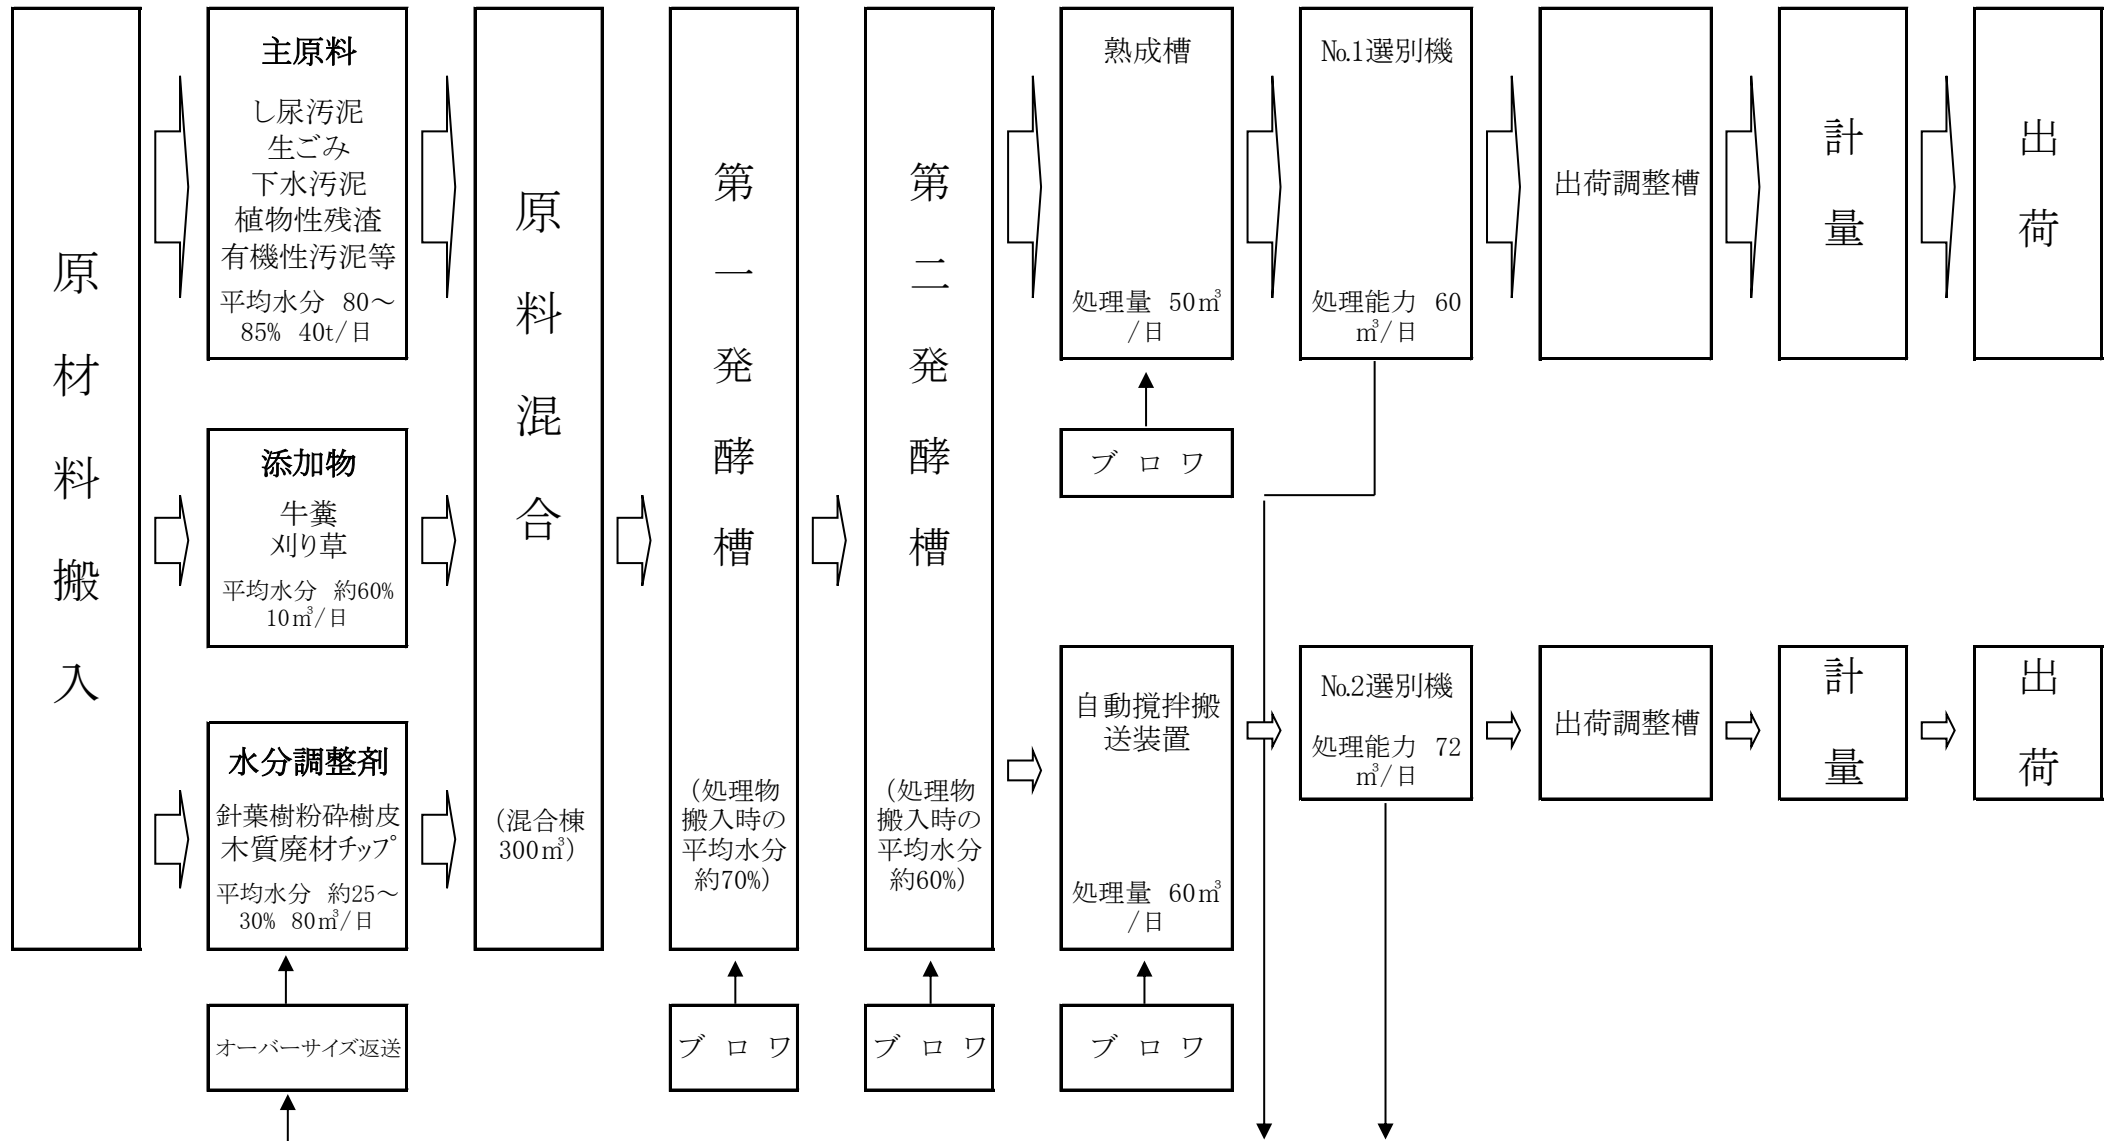 原材料搬入
主原料
し尿汚泥
生ごみ
下水汚泥
植物性残渣
有機性汚泥等
平均水分 80～
85% 40t/日
添加物
牛糞
刈り草
平均水分 約60%
10㎥/日
水分調整剤
針葉樹粉砕樹皮
木質廃材ﾁｯﾌﾟ
平均水分 約25～
30% 80㎥/日
オーバーサイズ返送
原料混合
（混合棟
300㎥）
第一発酵槽
（処理物
搬入時の
平均水分
約70%）
ブロワ
第二発酵槽
（処理物
搬入時の
平均水分
約60%）
ブロワ
熟成槽
処理量 50㎥
/日
ブロワ
自動撹拌搬
送装置
処理量 60㎥
/日
ブロワ
№1選別機
処理能力 60
㎥/日
№2選別機
処理能力 72
㎥/日
出荷調整槽
出荷調整槽
計量
計量
出荷
出荷